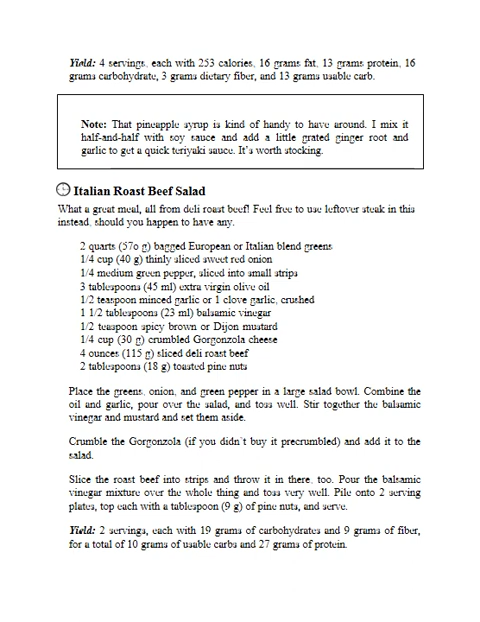 Yield: 4 servings, each with 253 calories, 16 grams fat, 13 grams protein, 16
grams carbohydrate, 3 grams dietary fiber, and 13 grams usable carb.
Note: That pineapple syrup is kind of handy to have around. I mix it
half-and-half with soy sauce and add a little grated ginger root and
garlic to get a quick teriyaki sauce. It's worth stocking.
Italian Roast Beef Salad
What a great meal, all from deli roast beef! Feel free to use leftover steak in this
instead, should you happen to have any.
2 quarts (57o g) bagged European or Italian blend greens
1/4 cup (40 g) thinly sliced sweet red onion
1/4 medium green pepper, sliced into small strips
3 tablespoons (45 ml) extra virgin olive oil
1/2 teaspoon minced garlic or 1 clove garlic, crushed
1 1/2 tablespoons (23 ml) balsamic vinegar
1/2 teaspoon spicy brown or Dijon mustard
1/4 cup (30 g) crumbled Gorgonzola cheese
4 ounces (115 g) sliced deli roast beef
2 tablespoons (18 g) toasted pine nuts
Place the greens, onion, and green pepper in a large salad bowl. Combine the
oil and garlic, pour over the salad, and toss well. Stir together the balsamic
vinegar and mustard and set them aside.
Crumble the Gorgonzola (if you didn't buy it precrumbled) and add it to the
salad.
Slice the roast beef into strips and throw it in there, too. Pour the balsamic
vinegar mixture over the whole thing and toss very well. Pile onto 2 serving
plates, top each with a tablespoon (9 g) of pine nuts, and serve.
Yield: 2 servings, each with 19 grams of carbohydrates and 9 grams of fiber,
for a total of 10 grams of usable carbs and 27 grams of protein.